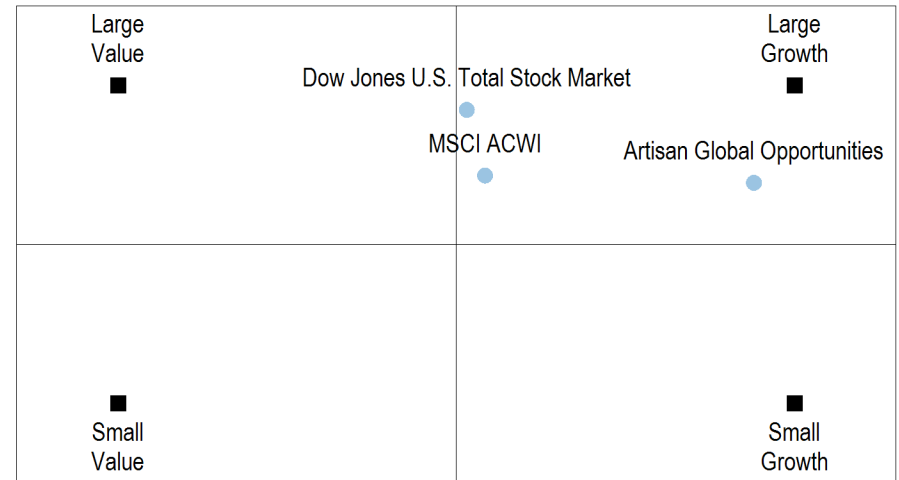 Large
Value
Large
Growth
Dow Jones U.S. Total Stock Market
MSCI ACWI
Artisan Global Opportunities
Small
Value
Small
Growth